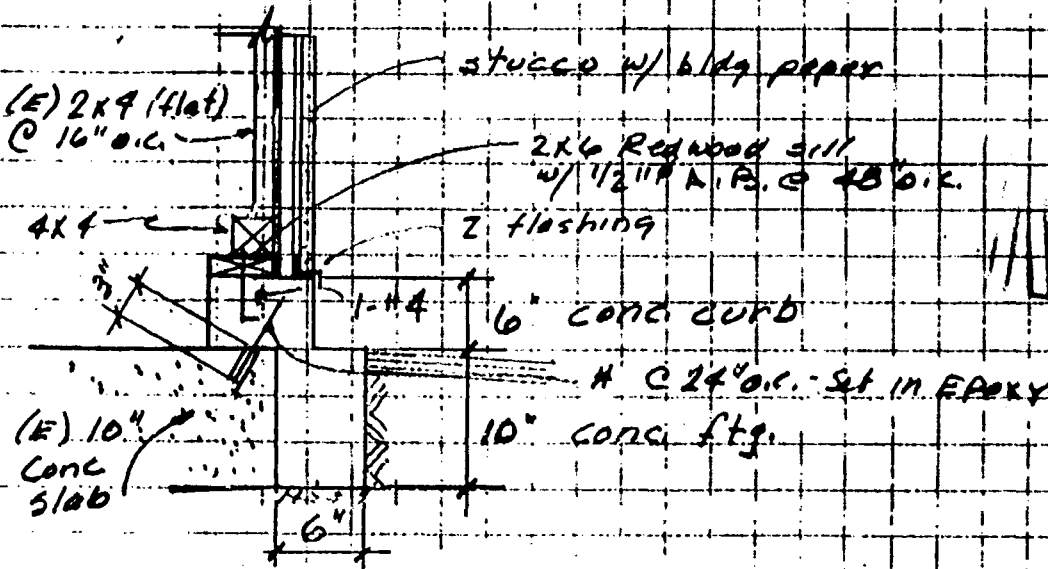 stucco w/ bldg paper
(E) 2x4 (flat)
@ 16" o.c.
2x6 Redwood sill
w/ 1/2"ø A.B. @ 48" o.c.
4x4
Z flashing
3"
1-#4
6" conc curb
# @ 24" o.c. - Set in Epoxy
(E) 10"
conc
slab
10" conc. ftg.
6"